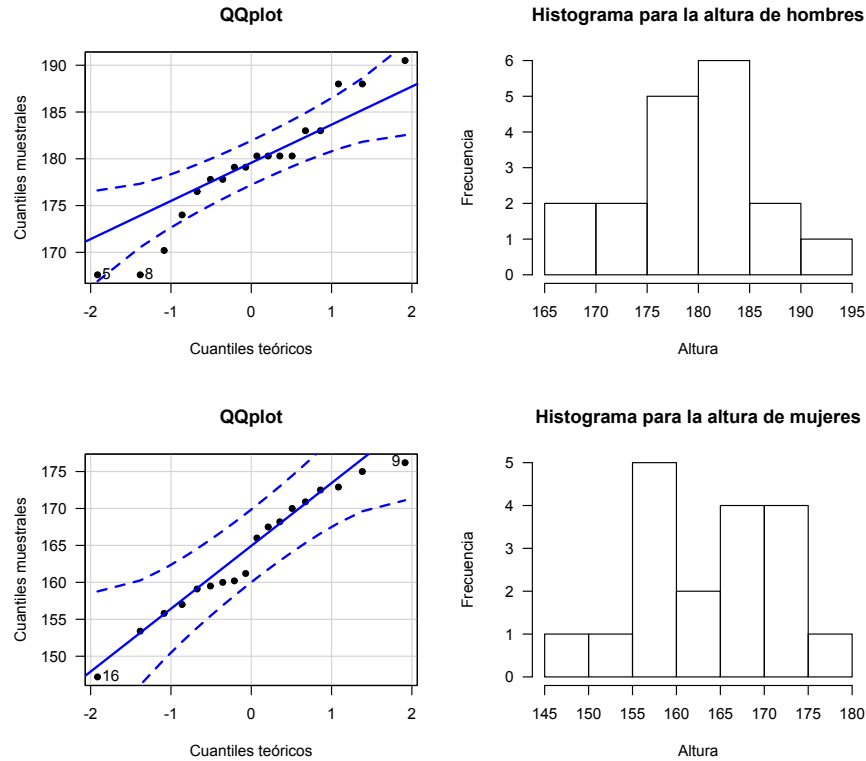 QQplot
Cuantiles muestrales
190
185
180
175
170
5
8
-2 -1 0 1 2
Cuantiles teóricos
Histograma para la altura de hombres
Frecuencia
6
5
4
3
2
1
0
165 170 175 180 185 190 195
Altura
QQplot
Cuantiles muestrales
175
170
165
160
155
150
9
16
-2 -1 0 1 2
Cuantiles teóricos
Histograma para la altura de mujeres
Frecuencia
5
4
3
2
1
0
145 150 155 160 165 170 175 180
Altura